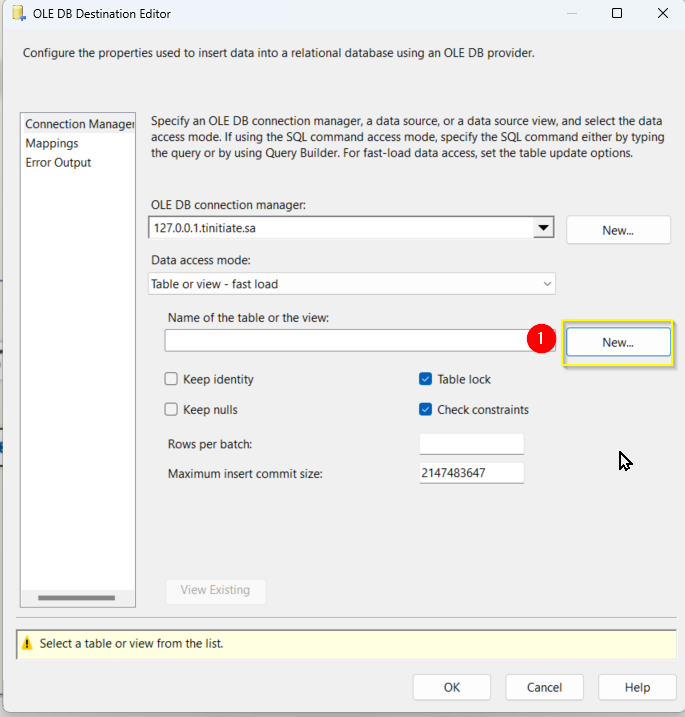 OLE DB Destination Editor
Configure the properties used to insert data into a relational database using an OLE DB provider.
Connection Manager
Mappings
Error Output
Specify an OLE DB connection manager, a data source, or a data source view, and select the data
access mode. If using the SQL command access mode, specify the SQL command either by typing
the query or by using Query Builder. For fast-load data access, set the table update options.
OLE DB connection manager:
127.0.0.1.tinitiate.sa
New...
Data access mode:
Table or view - fast load
Name of the table or the view:
1
New...
Keep identity
Table lock
Keep nulls
Check constraints
Rows per batch:
Maximum insert commit size:
2147483647
View Existing
Select a table or view from the list.
OK
Cancel
Help